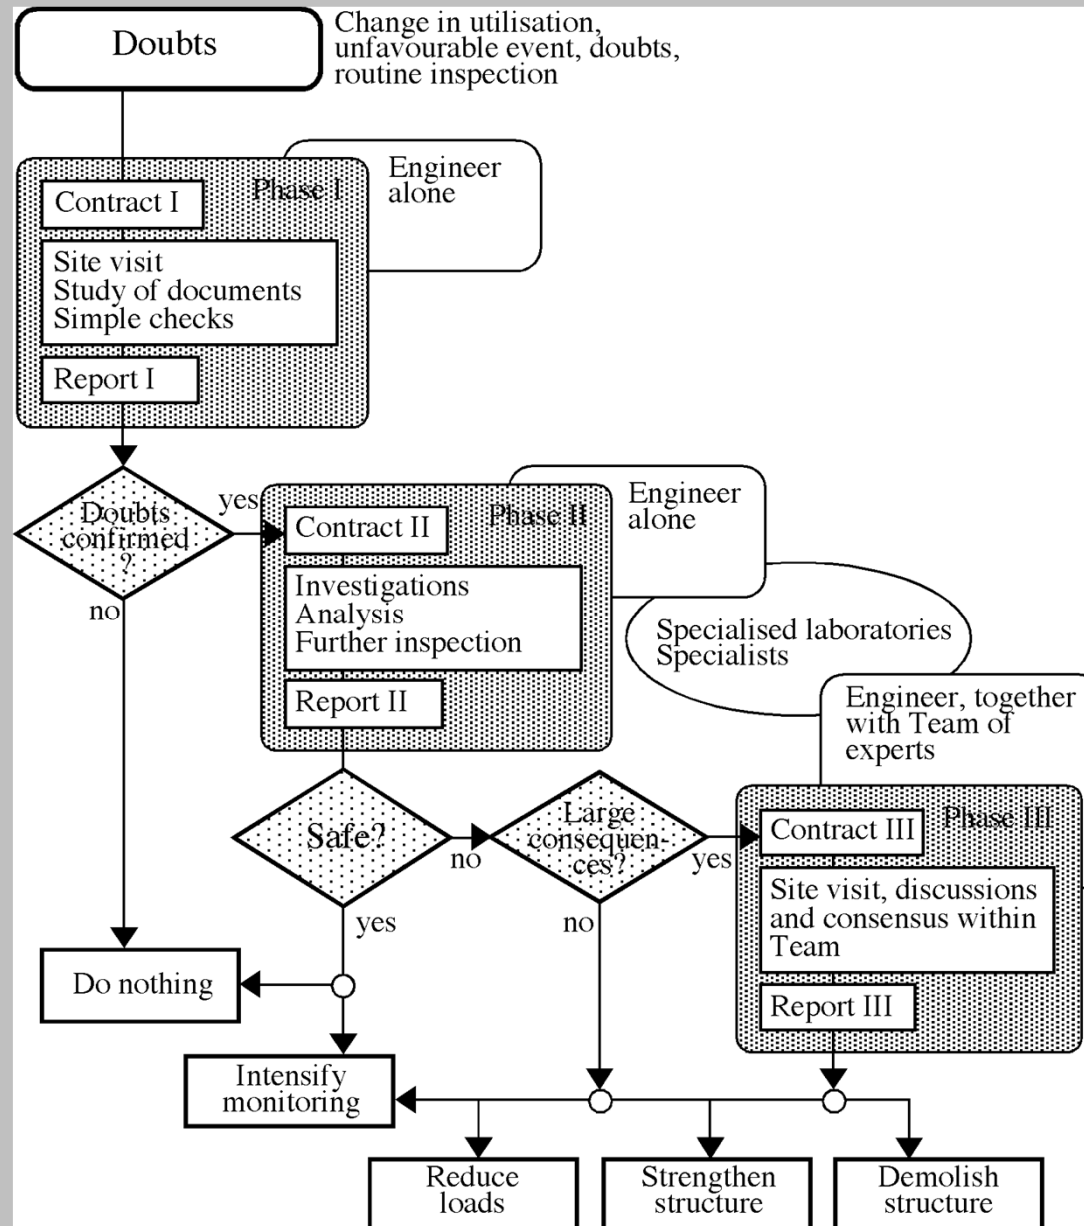 Doubts
Change in utilisation,
unfavourable event, doubts,
routine inspection
Phase I
Engineer
alone
Contract I
Site visit
Study of documents
Simple checks
Report I
Doubts
confirmed
?
yes
no
Phase II
Engineer
alone
Contract II
Investigations
Analysis
Further inspection
Report II
Specialised laboratories
Specialists
Engineer, together
with Team of
experts
Safe?
no
yes
Large
consequen-
ces?
yes
no
Phase III
Contract III
Site visit, discussions
and consensus within
Team
Report III
Do nothing
Intensify
monitoring
Reduce
loads
Strengthen
structure
Demolish
structure